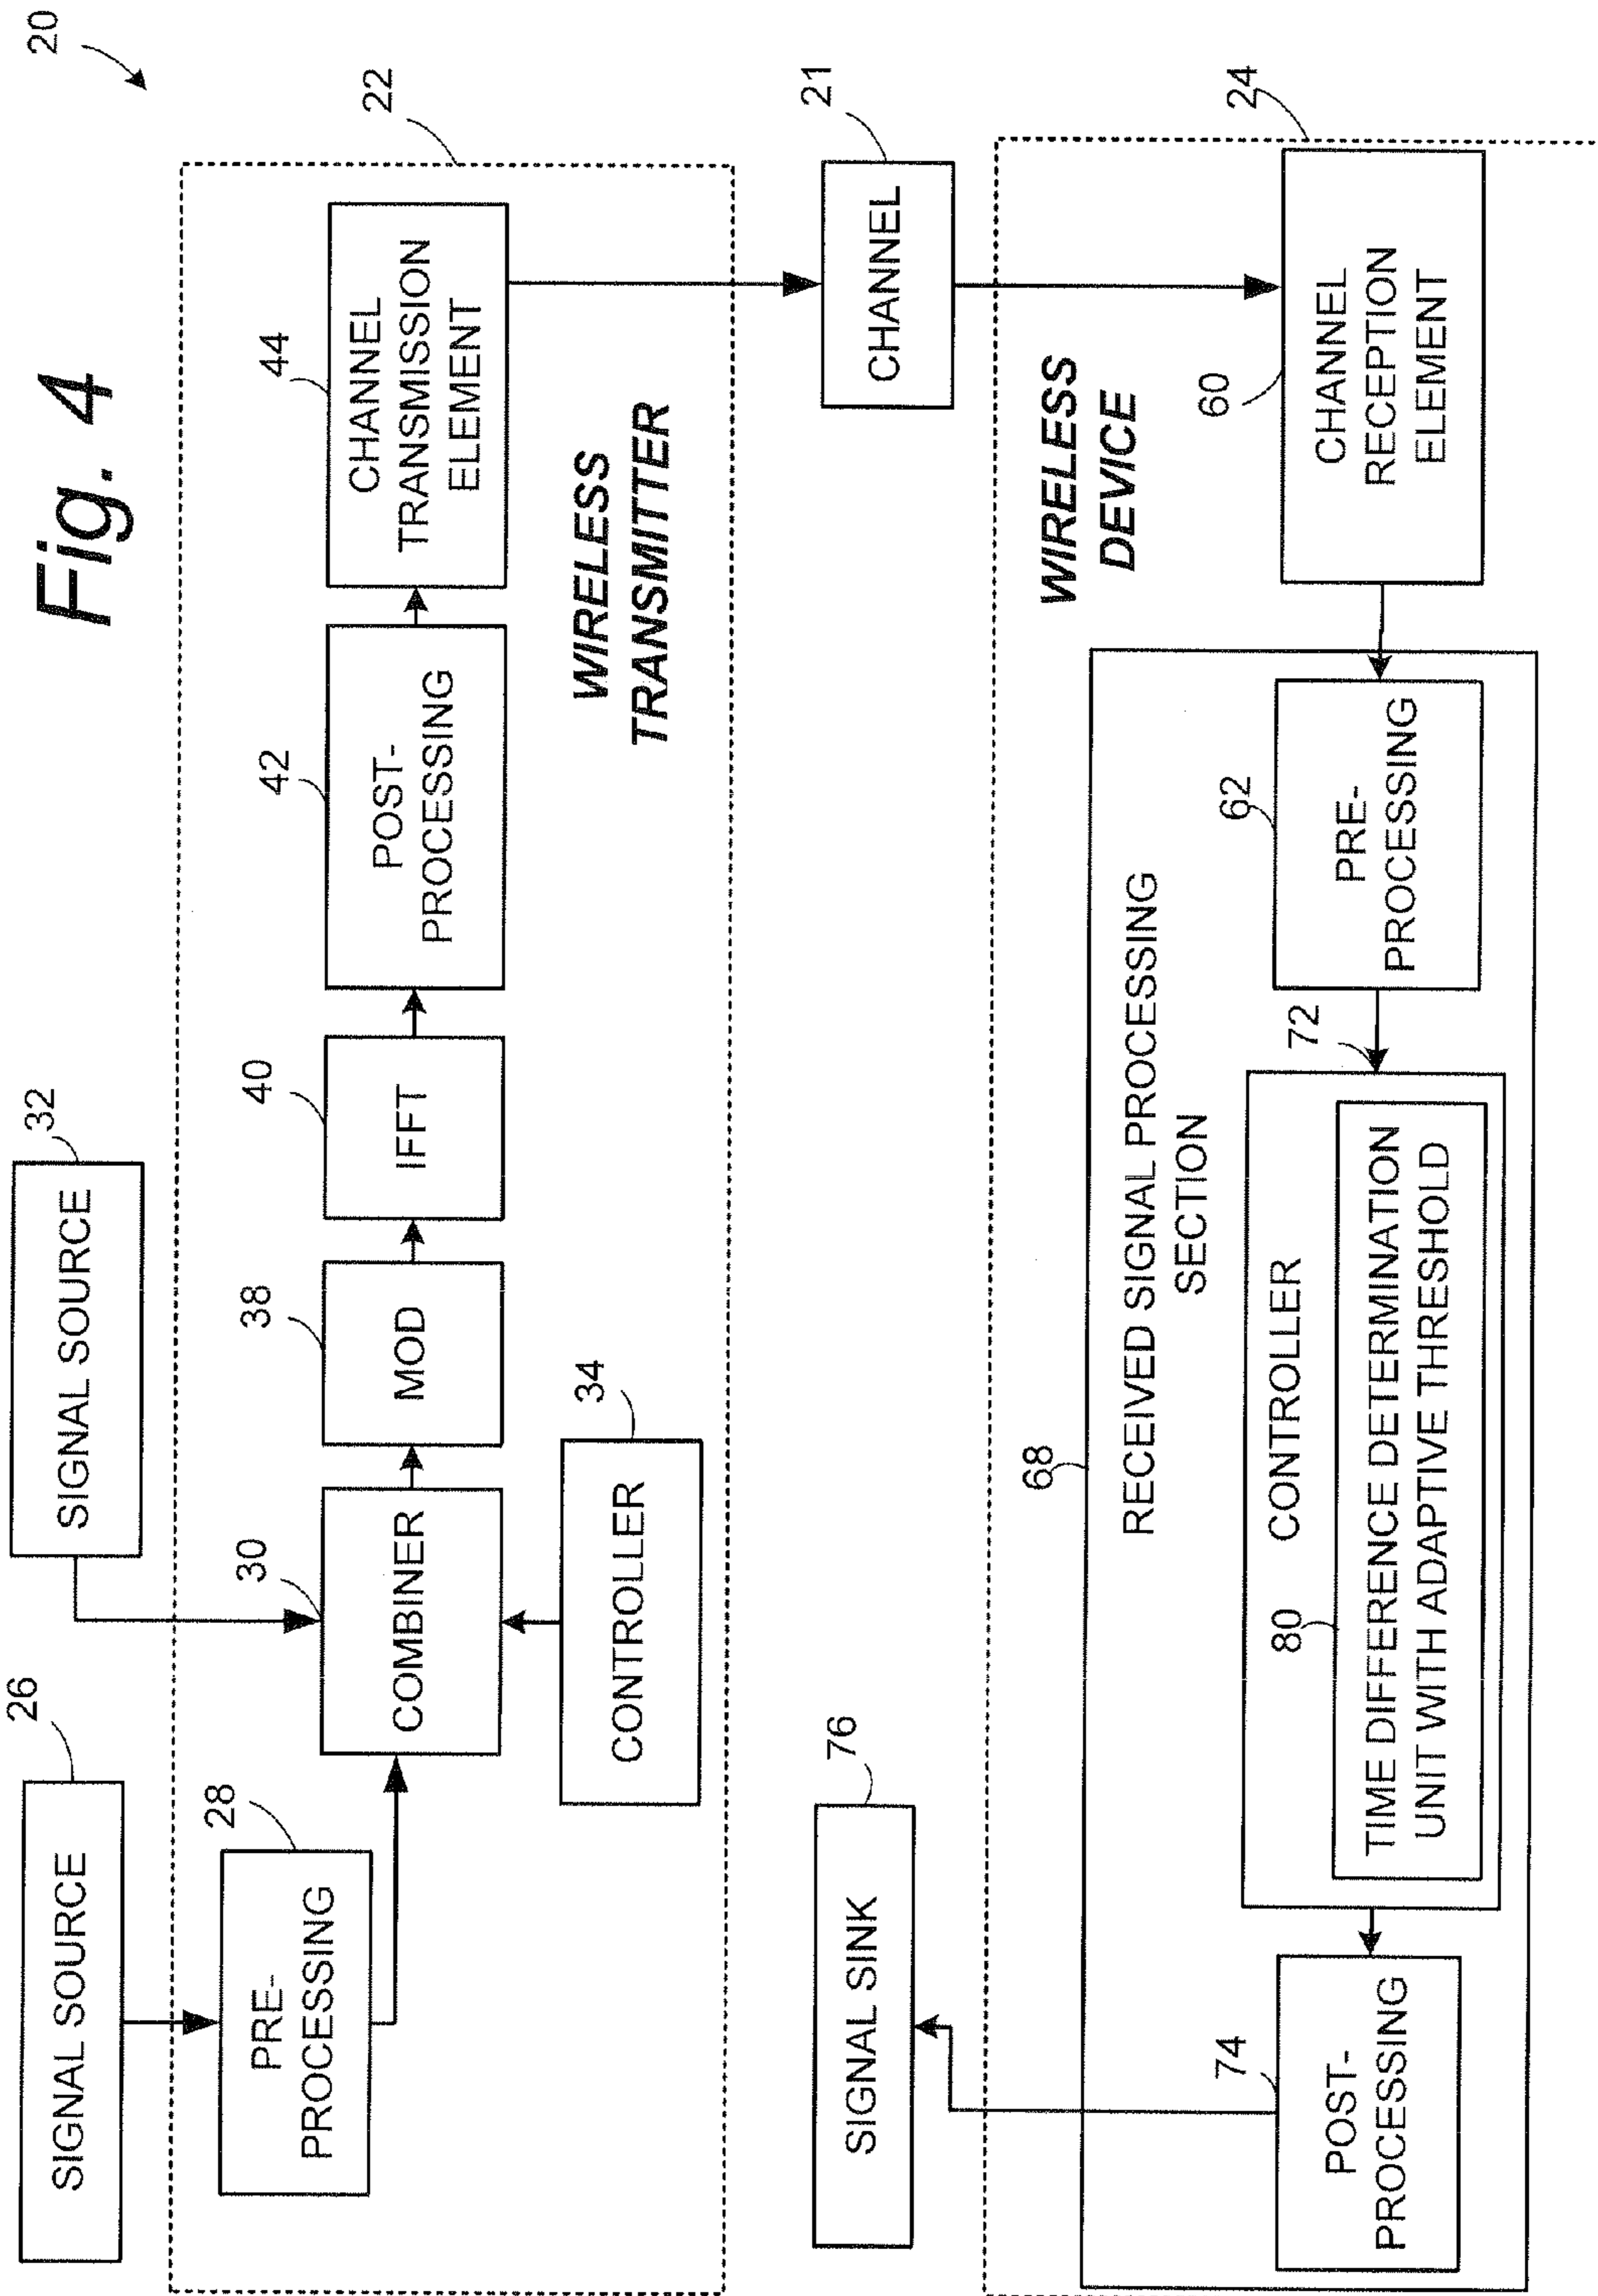 Fig. 4
20
26
SIGNAL SOURCE
32
SIGNAL SOURCE
22
28
PRE-
PROCESSING
30
COMBINER
38
MOD
40
IFFT
42
POST-
PROCESSING
44
CHANNEL
TRANSMISSION
ELEMENT
34
CONTROLLER
WIRELESS
TRANSMITTER
76
SIGNAL SINK
21
CHANNEL
WIRELESS
DEVICE
24
68
RECEIVED SIGNAL PROCESSING
SECTION
60
CHANNEL
RECEPTION
ELEMENT
62
PRE-
PROCESSING
72
CONTROLLER
80
TIME DIFFERENCE DETERMINATION
UNIT WITH ADAPTIVE THRESHOLD
74
POST-
PROCESSING